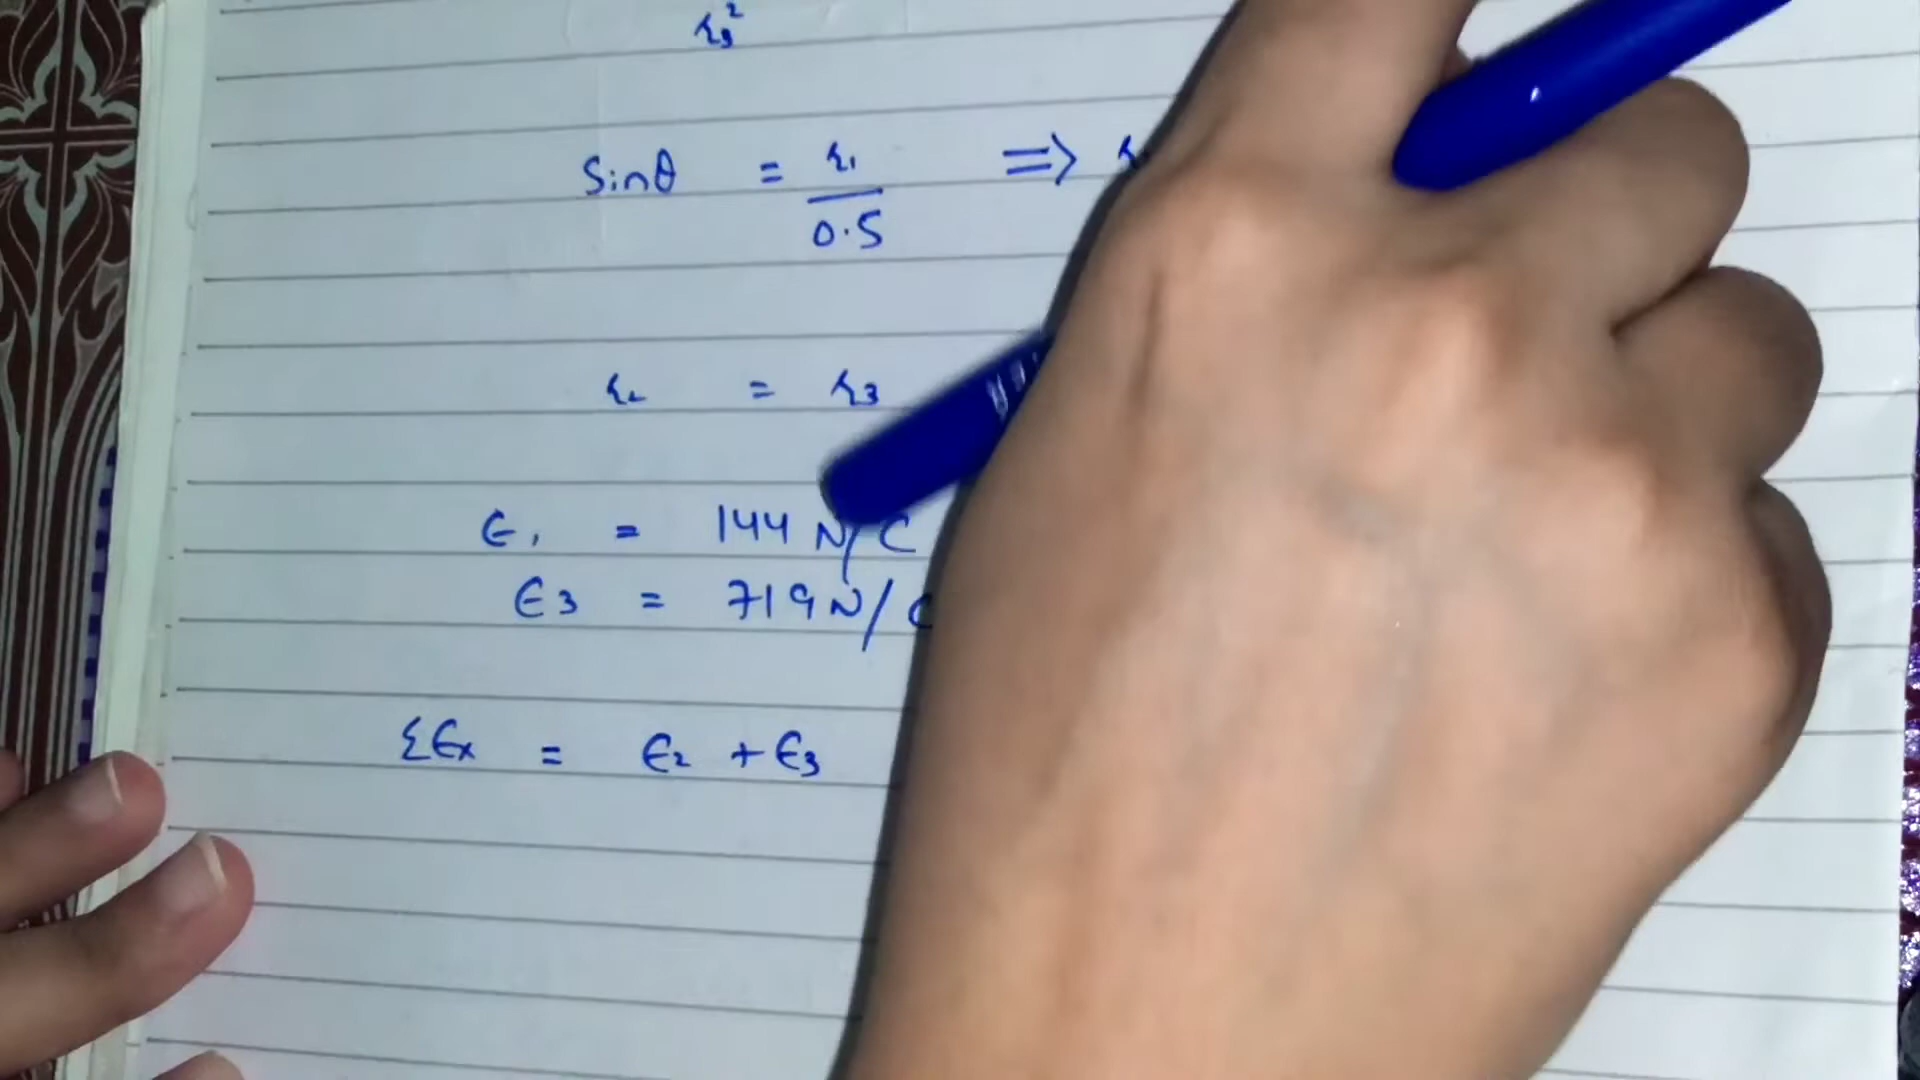 r₃²
Sinθ = r₁/0.5 ⇒ r
r₂ = r₃
E₁ = 144 N/C
E3 = 719 N/C
ΣEx = E₂ + E₃